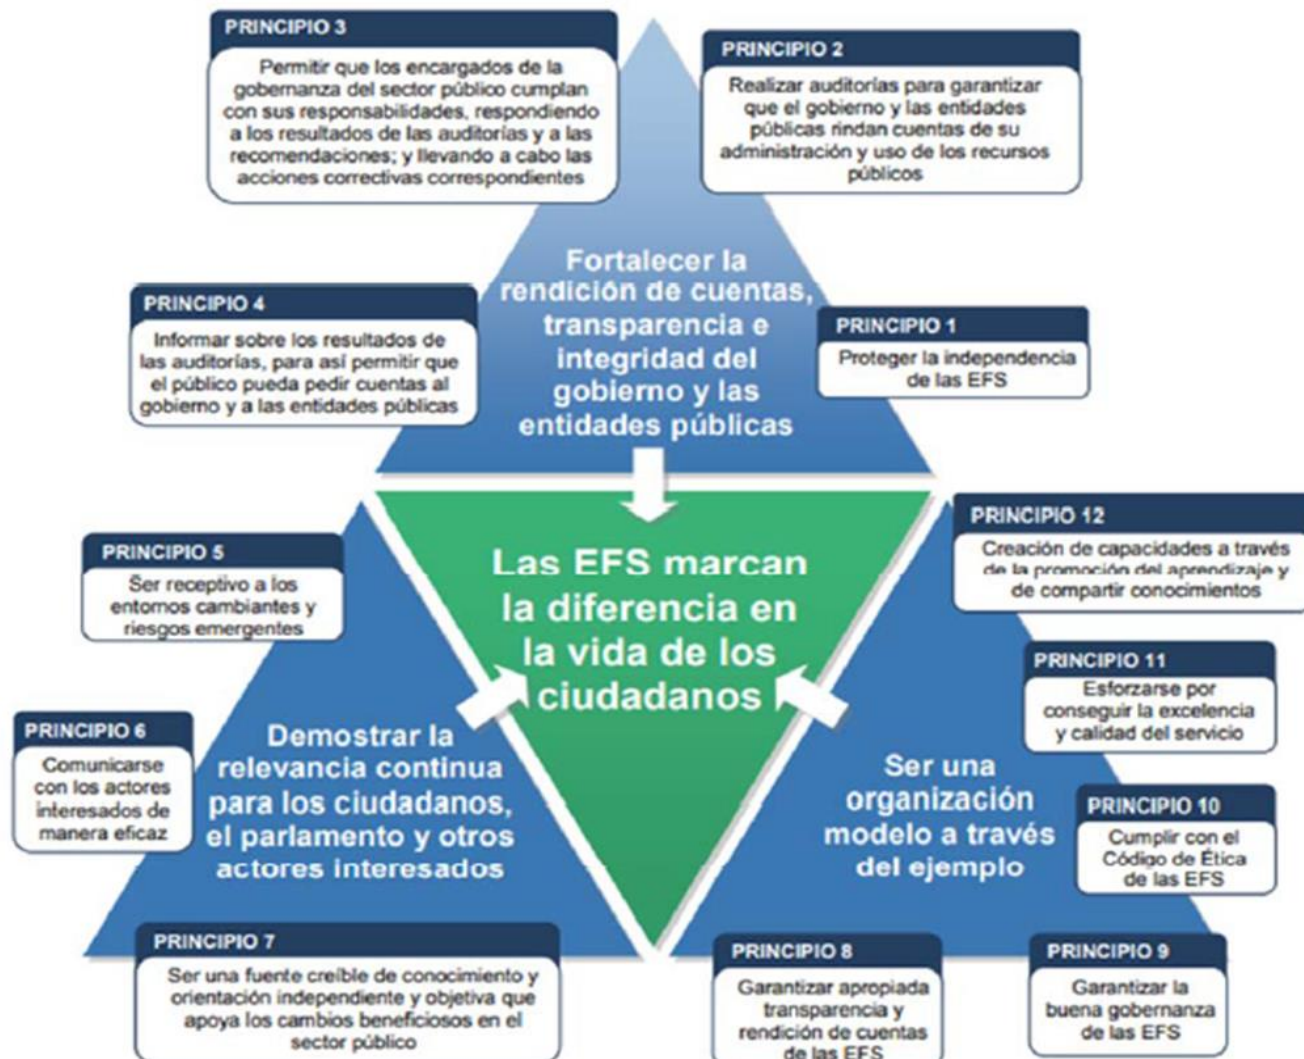 PRINCIPIO 3
Permitir que los encargados de la
gobernanza del sector público cumplan
con sus responsabilidades, respondiendo
a los resultados de las auditorías y a las
recomendaciones; y llevando a cabo las
acciones correctivas correspondientes
PRINCIPIO 2
Realizar auditorías para garantizar
que el gobierno y las entidades
públicas rindan cuentas de su
administración y uso de los recursos
públicos
Fortalecer la
rendición de cuentas,
transparencia e
integridad del
gobierno y las
entidades públicas
PRINCIPIO 4
Informar sobre los resultados de
las auditorías, para así permitir que
el público pueda pedir cuentas al
gobierno y a las entidades públicas
PRINCIPIO 1
Proteger la independencia
de las EFS
PRINCIPIO 5
Ser receptivo a los
entornos cambiantes y
riesgos emergentes
Las EFS marcan
la diferencia en
la vida de los
ciudadanos
PRINCIPIO 12
Creación de capacidades a través
de la promoción del aprendizaje y
de compartir conocimientos
PRINCIPIO 11
Esforzarse por
conseguir la excelencia
y calidad del servicio
PRINCIPIO 6
Comunicarse
con los actores
interesados de
manera eficaz
Demostrar la
relevancia continua
para los ciudadanos,
el parlamento y otros
actores interesados
Ser una
organización
modelo a través
del ejemplo
PRINCIPIO 10
Cumplir con el
Código de Ética
de las EFS
PRINCIPIO 7
Ser una fuente creíble de conocimiento y
orientación independiente y objetiva que
apoya los cambios beneficiosos en el
sector público
PRINCIPIO 8
Garantizar apropiada
transparencia y
rendición de cuentas
de las EFS
PRINCIPIO 9
Garantizar la
buena gobernanza
de las EFS